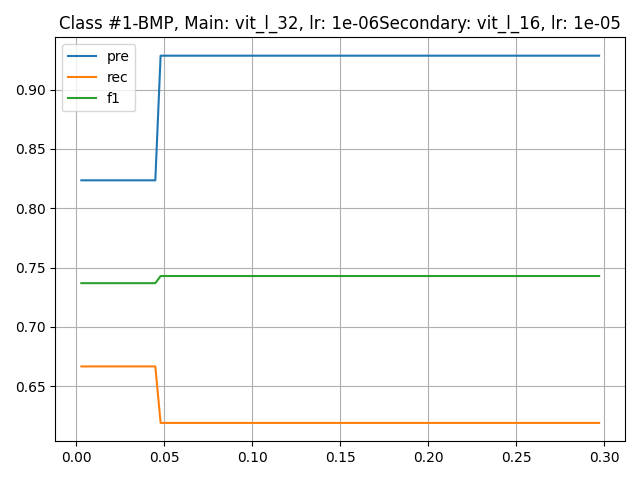 Class #1-BMP, Main: vit_l_32, lr: 1e-06Secondary: vit_l_16, lr: 1e-05
pre
rec
f1
0.90
0.85
0.80
0.75
0.70
0.65
0.00 0.05 0.10 0.15 0.20 0.25 0.30